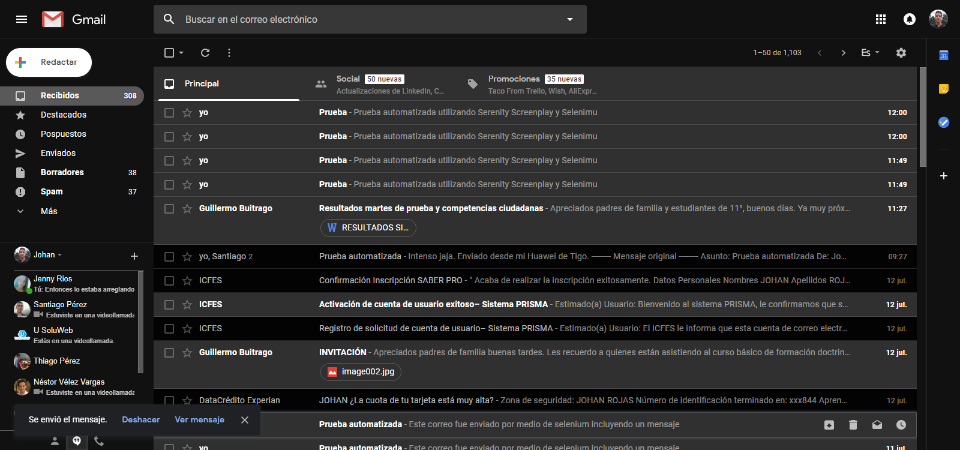 Gmail
Buscar en el correo electrónico
Redactar
1–50 de 1,103
Es
Recibidos 308
Destacados
Pospuestos
Enviados
Borradores 38
Spam 37
Más
Principal
Social 50 nuevas
Actualizaciones de LinkedIn, C…
Promociones 35 nuevas
Taco From Trello, Wish, AliExpr…
yo Prueba - Prueba automatizada utilizando Serenity Screenplay y Selenimu 12:00
yo Prueba - Prueba automatizada utilizando Serenity Screenplay y Selenimu 12:00
yo Prueba - Prueba automatizada utilizando Serenity Screenplay y Selenimu 11:49
yo Prueba - Prueba automatizada utilizando Serenity Screenplay y Selenimu 11:49
Guillermo Buitrago Resultados martes de prueba y competencias ciudadanas - Apreciados padres de familia y estudiantes de 11°, buenos días. Ya muy próx… 11:27
W RESULTADOS SI…
yo, Santiago 2 Prueba automatizada - Intenso jaja. Enviado desde mi Huawei de Tigo. —— Mensaje original —— Asunto: Prueba automatizada De: Jo… 09:27
ICFES Confirmación Inscripción SABER PRO - " Acaba de realizar la inscripción exitosamente. Datos Personales Nombres JOHAN Apellidos ROJ… 12 jul.
ICFES Activación de cuenta de usuario exitoso– Sistema PRISMA - Estimado(a) Usuario: Bienvenido al sistema PRISMA, le confirmamos que s… 12 jul.
ICFES Registro de solicitud de cuenta de usuario– Sistema PRISMA - Estimado(a) Usuario: El ICFES le informa que esta cuenta de correo electr… 12 jul.
Guillermo Buitrago INVITACIÓN - Apreciados padres de familia buenas tardes. Les recuerdo a quienes están asistiendo al curso básico de formación doctrin… 12 jul.
image002.jpg
DataCrédito Experian JOHAN ¿La cuota de tu tarjeta está muy alta? - Zona de seguridad: JOHAN ROJAS Número de identificación terminado en: xxx844 Apren… 12 jul.
Prueba automatizada - Este correo fue enviado por medio de selenium incluyendo un mensaje
yo Prueba automatizada - Este correo fue enviado por medio de selenium incluyendo un mensaje 11 jul.
Johan
Jenny Rios
Tú: Entonces lo estaba arreglando
Santiago Pérez
Estuviste en una videollamada
U SoluWeb
Estás en una videollamada.
Thiago Pérez
Néstor Vélez Vargas
Estuviste en una videollamada
Se envió el mensaje. Deshacer Ver mensaje